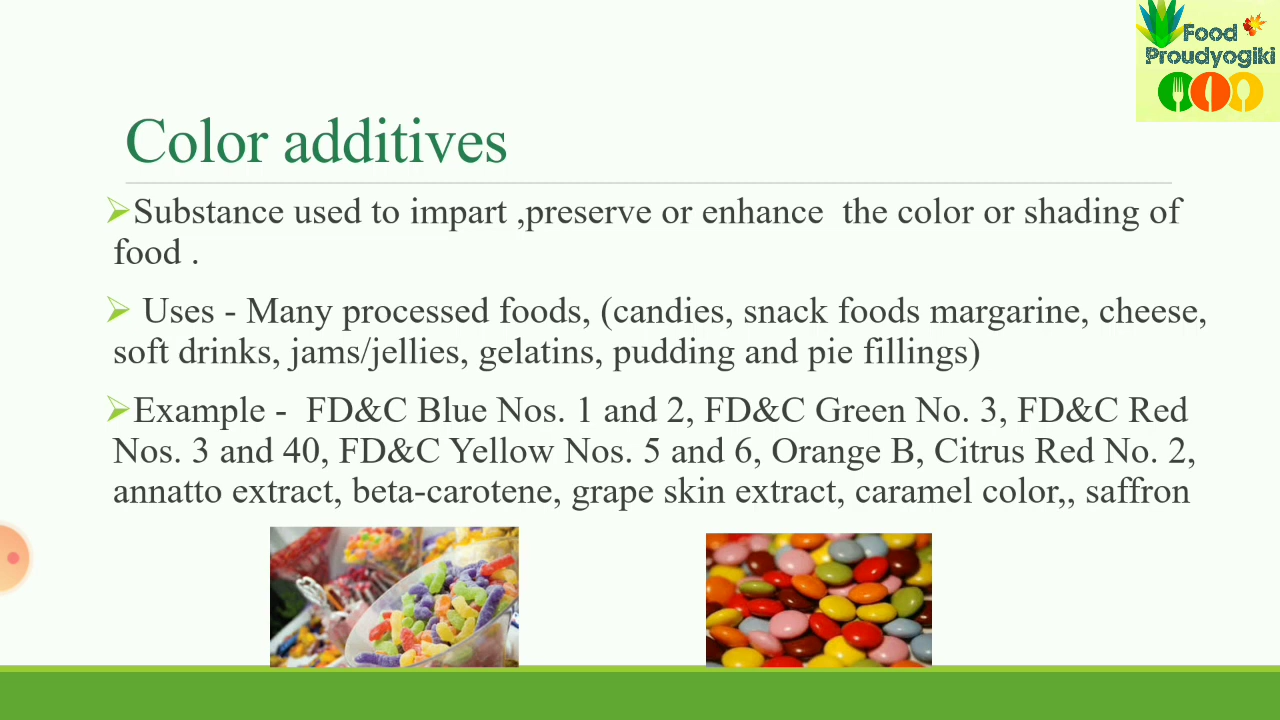 Food
Proudyogiki
Color additives
Substance used to impart ,preserve or enhance  the color or shading of
food .
Uses - Many processed foods, (candies, snack foods margarine, cheese,
soft drinks, jams/jellies, gelatins, pudding and pie fillings)
Example -  FD&C Blue Nos. 1 and 2, FD&C Green No. 3, FD&C Red
Nos. 3 and 40, FD&C Yellow Nos. 5 and 6, Orange B, Citrus Red No. 2,
annatto extract, beta-carotene, grape skin extract, caramel color,, saffron